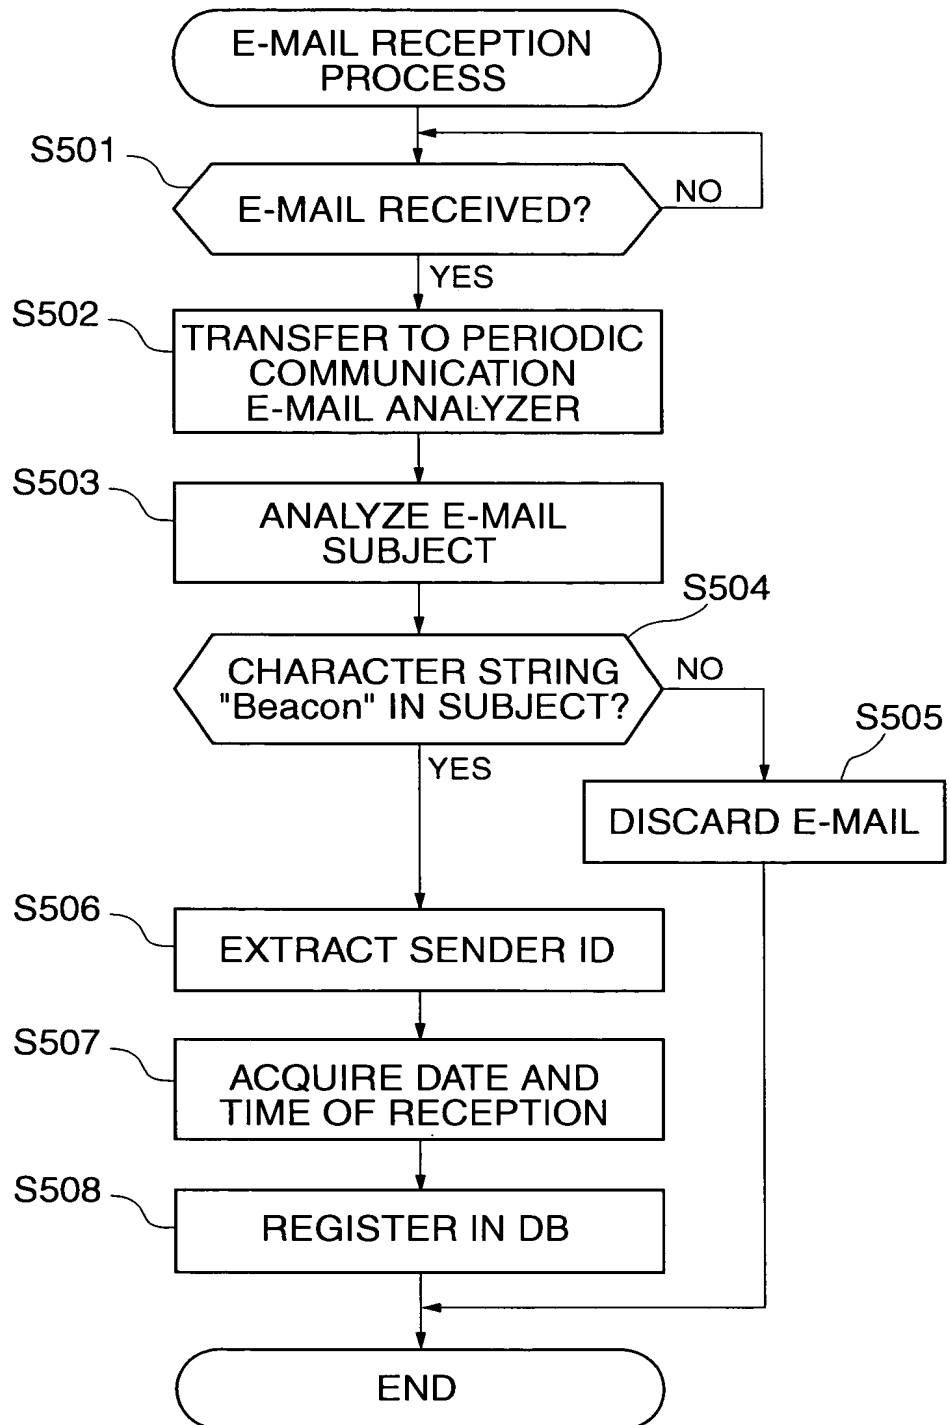 E-MAIL RECEPTION
PROCESS
S501
E-MAIL RECEIVED?
NO
YES
S502
TRANSFER TO PERIODIC
COMMUNICATION
E-MAIL ANALYZER
S503
ANALYZE E-MAIL
SUBJECT
S504
CHARACTER STRING
"Beacon" IN SUBJECT?
NO
YES
S505
DISCARD E-MAIL
S506
EXTRACT SENDER ID
S507
ACQUIRE DATE AND
TIME OF RECEPTION
S508
REGISTER IN DB
END